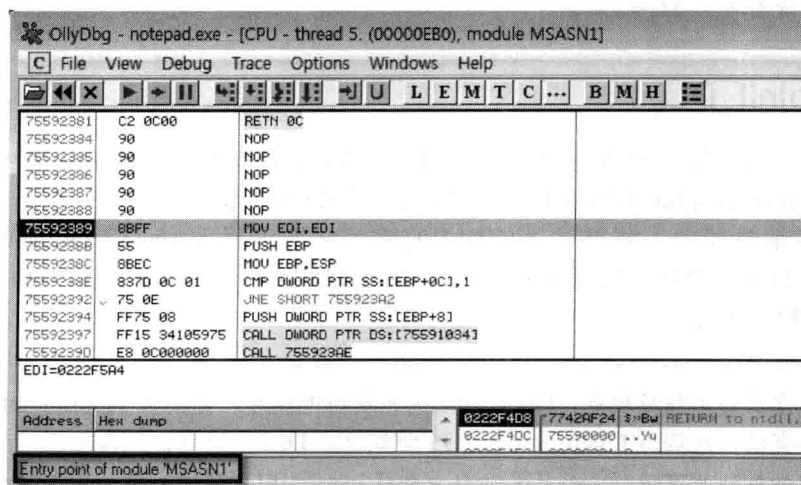 OllyDbg - notepad.exe - [CPU - thread 5. (00000EB0), module MSASN1]
C File View Debug Trace Options Windows Help
L E M T C ... B M H
75592381 C2 0C00 RETN 0C
75592384 90 NOP
75592385 90 NOP
75592386 90 NOP
75592387 90 NOP
75592388 90 NOP
75592389 8BFF MOV EDI,EDI
7559238B 55 PUSH EBP
7559238C 8BEC MOV EBP,ESP
7559238E 837D 0C 01 CMP DWORD PTR SS:[EBP+0C],1
75592392 75 0E JNE SHORT 755923A2
75592394 FF75 08 PUSH DWORD PTR SS:[EBP+8]
75592397 FF15 34105975 CALL DWORD PTR DS:[75591034]
7559239D E8 0C000000 CALL 755923AE
EDI=0222F5A4
Address Hex dump 0222F4D8 7742AF24 $»Bw RETURN to ntdll.
0222F4DC 75590000 ..Yu
Entry point of module 'MSASN1'